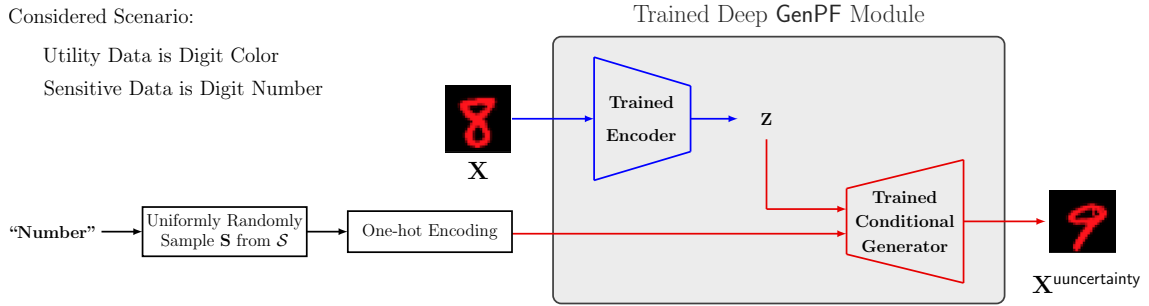 Considered Scenario:
Utility Data is Digit Color
Sensitive Data is Digit Number
Trained Deep GenPF Module
Trained
Encoder
Z
X
“Number”
Uniformly Randomly
Sample S from 𝒮
One-hot Encoding
Trained
Conditional
Generator
X^uuncertainty